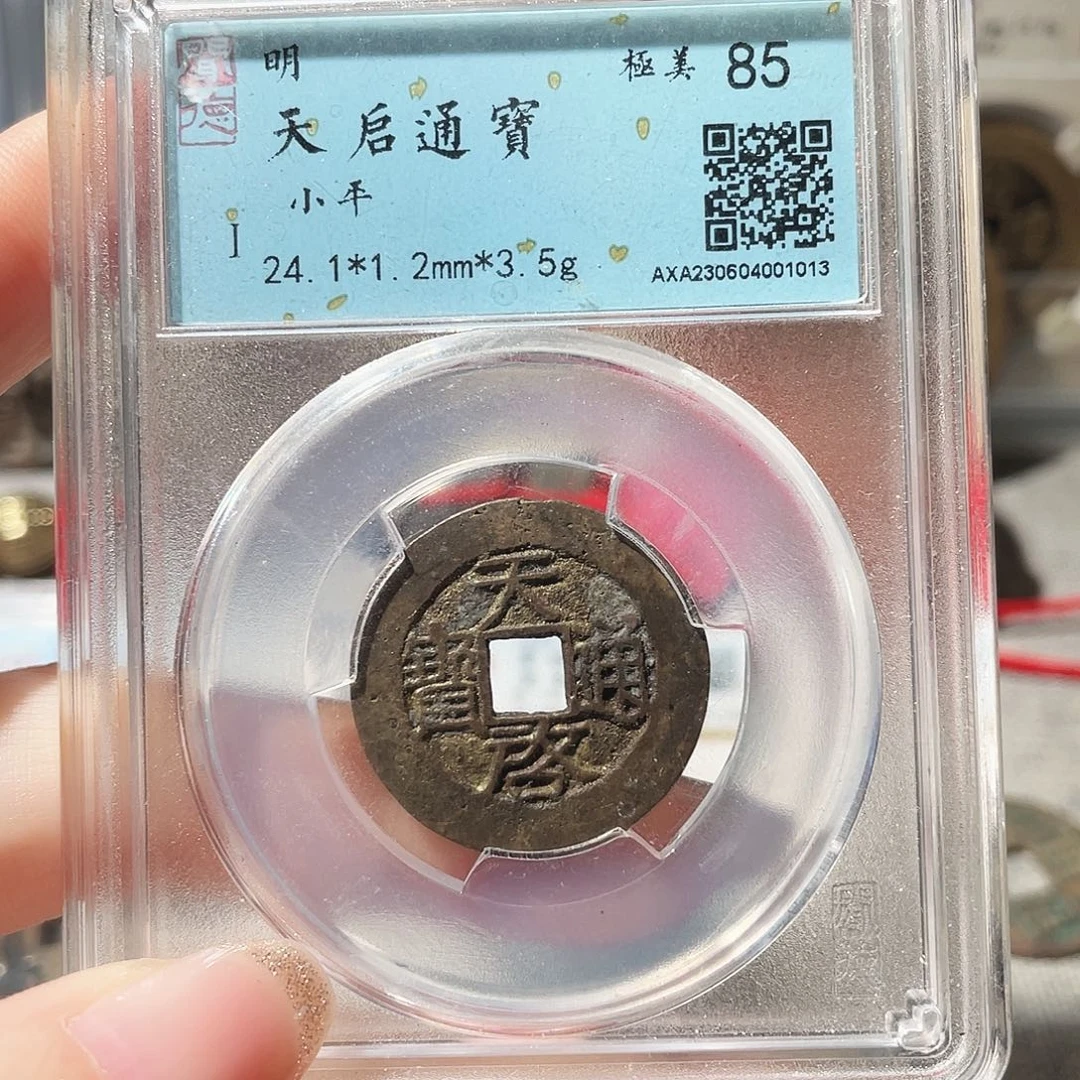 明
極美 85
天启通寳
小平
I
24.1*1.2mm*3.5g
AXA230604001013
天
寶 通
啓